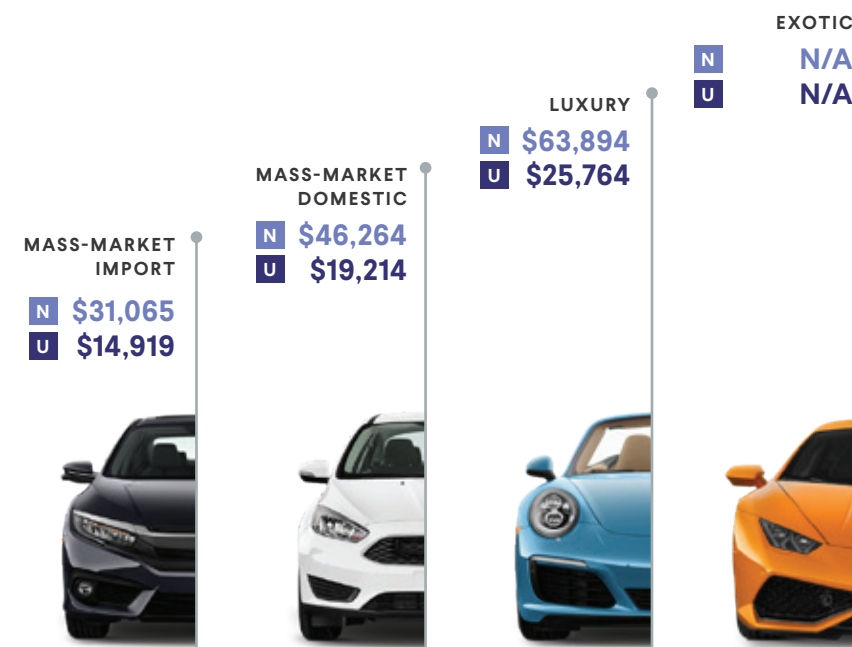 MASS-MARKET
IMPORT
N $31,065
U $14,919
MASS-MARKET
DOMESTIC
N $46,264
U $19,214
LUXURY
N $63,894
U $25,764
EXOTIC
N N/A
U N/A